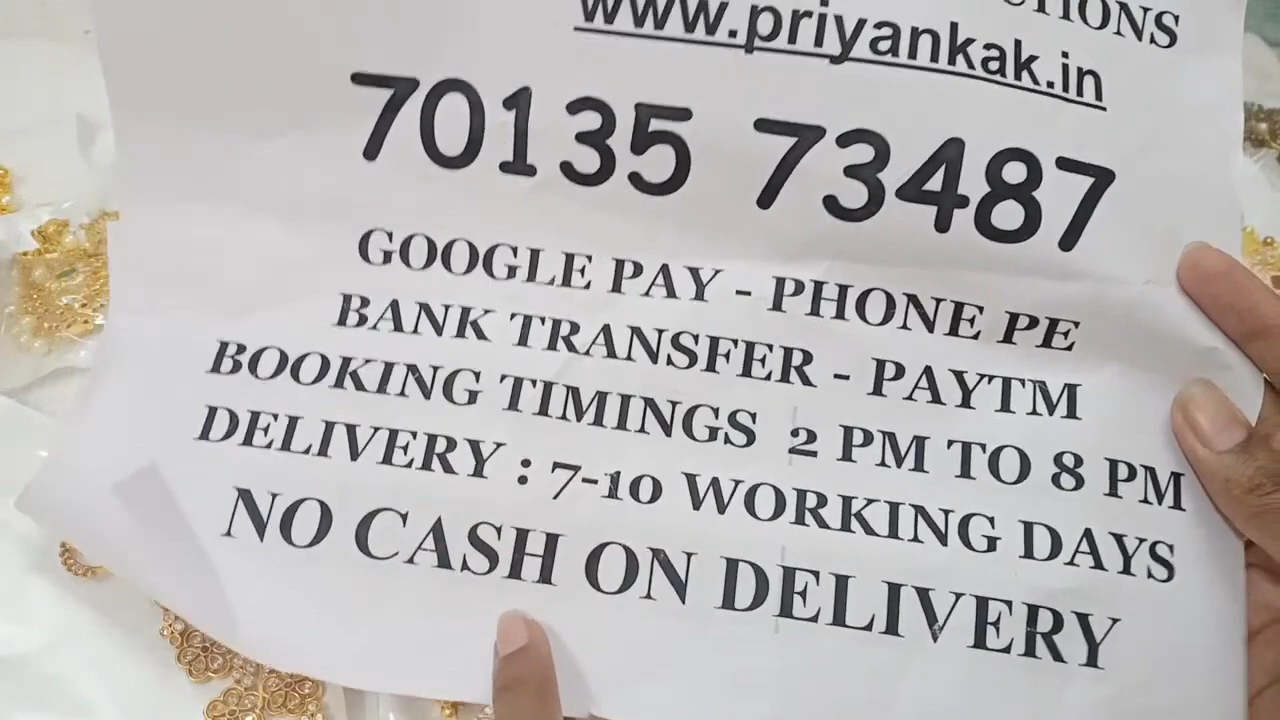 www.priyankak.in
70135 73487
GOOGLE PAY - PHONE PE
BANK TRANSFER - PAYTM
BOOKING TIMINGS 2 PM TO 8 PM
DELIVERY : 7-10 WORKING DAYS
NO CASH ON DELIVERY